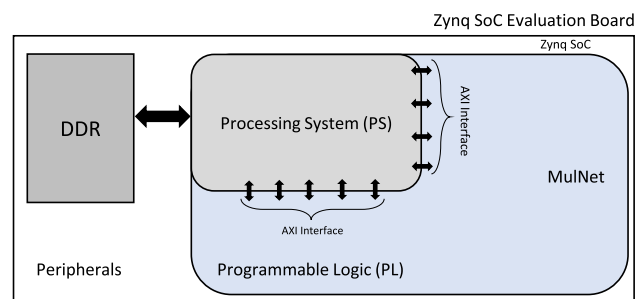 Zynq SoC Evaluation Board
Zynq SoC
DDR
Processing System (PS)
AXI Interface
MulNet
AXI Interface
Peripherals
Programmable Logic (PL)